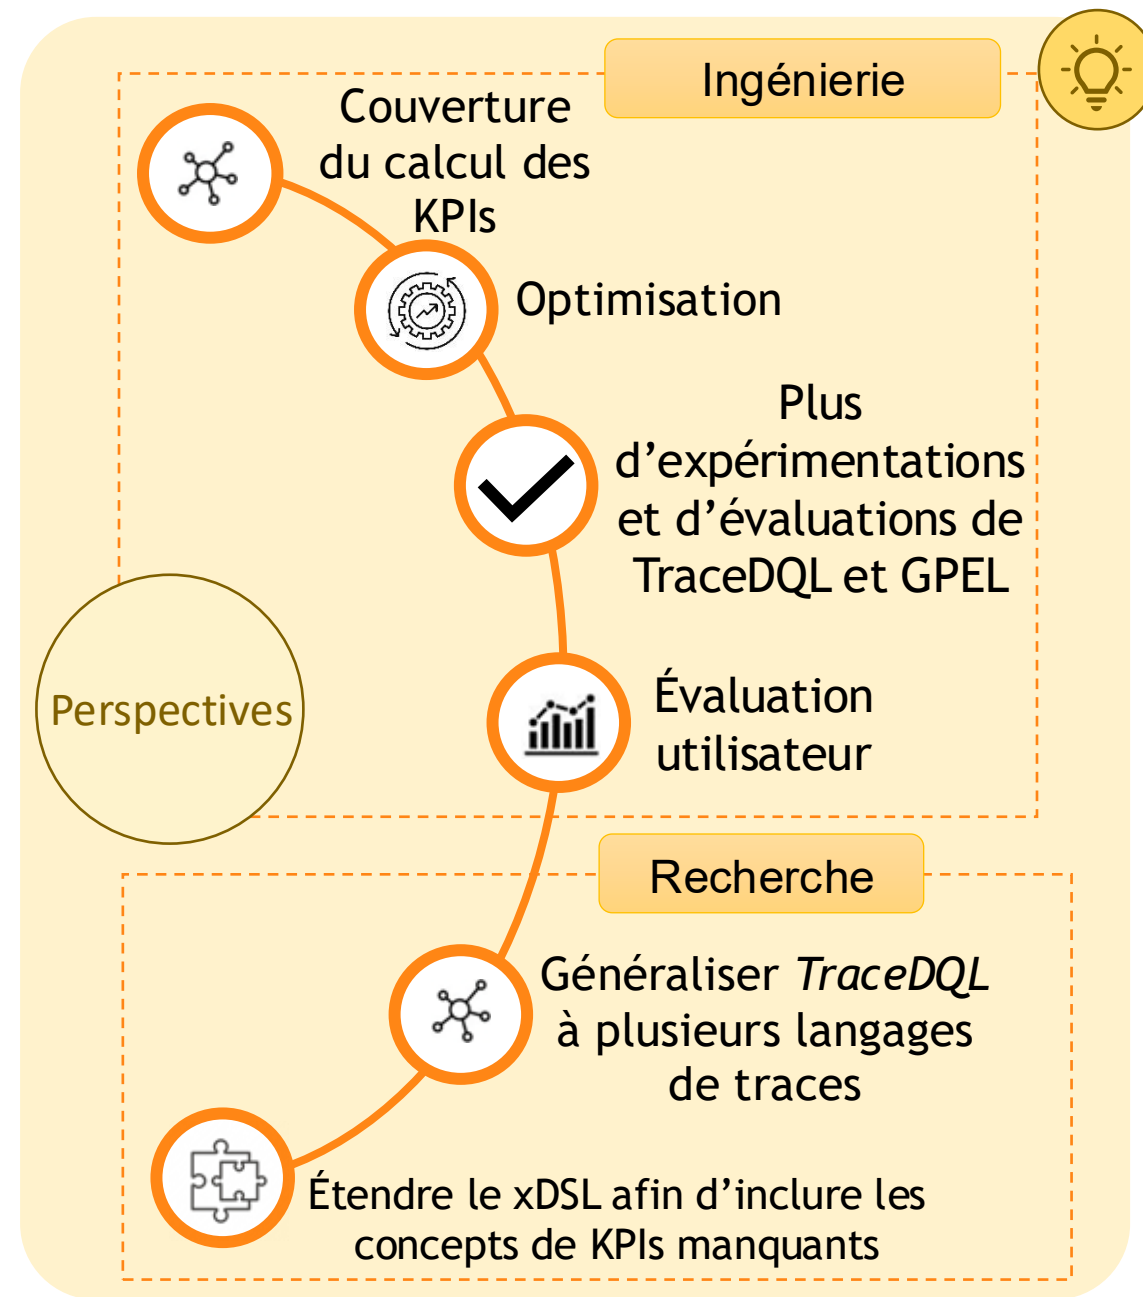 Ingénierie
Couverture
du calcul des
KPIs
Optimisation
Plus
d’expérimentations
et d’évaluations de
TraceDQL et GPEL
Perspectives
Évaluation
utilisateur
Recherche
Généraliser TraceDQL
à plusieurs langages
de traces
Étendre le xDSL afin d’inclure les
concepts de KPIs manquants